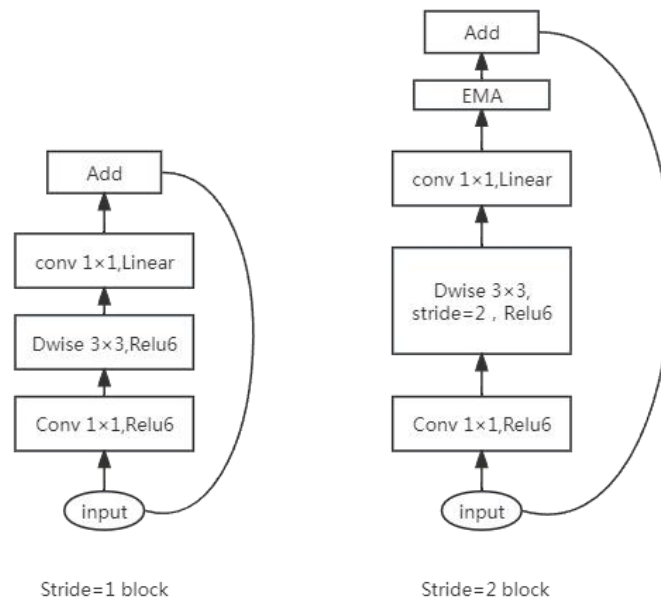 Add
conv 1×1,Linear
Dwise 3×3,Relu6
Conv 1×1,Relu6
input
Stride=1 block
Add
EMA
conv 1×1,Linear
Dwise 3×3,
stride=2 , Relu6
Conv 1×1,Relu6
input
Stride=2 block